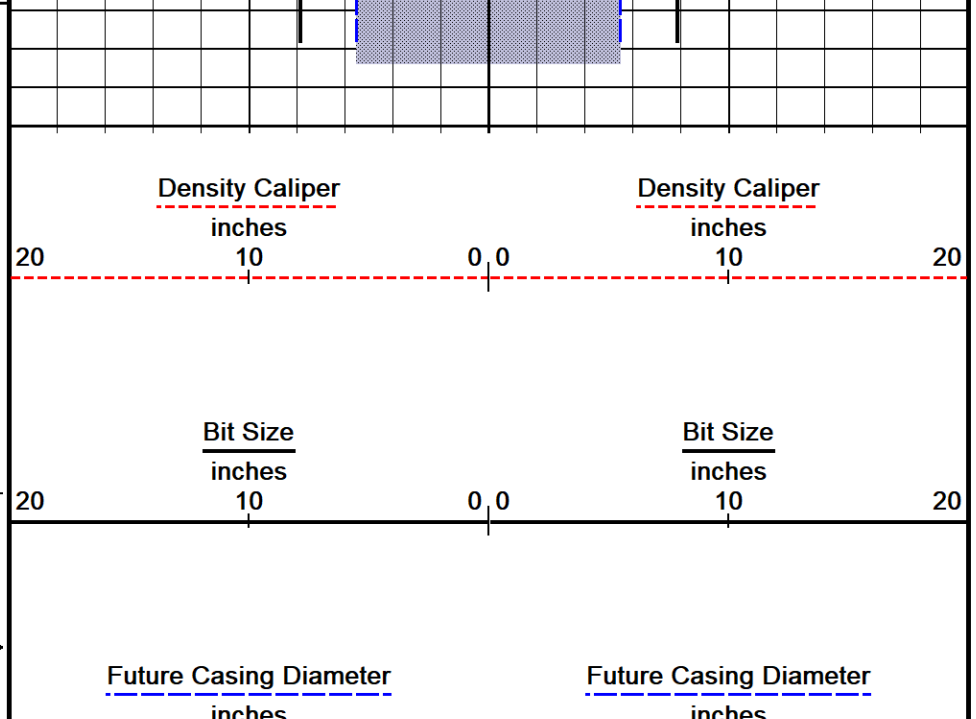 Density Caliper Density Caliper
inches inches
20 10 0 0 10 20
Bit Size Bit Size
inches inches
20 10 0 0 10 20
Future Casing Diameter Future Casing Diameter
inches inches